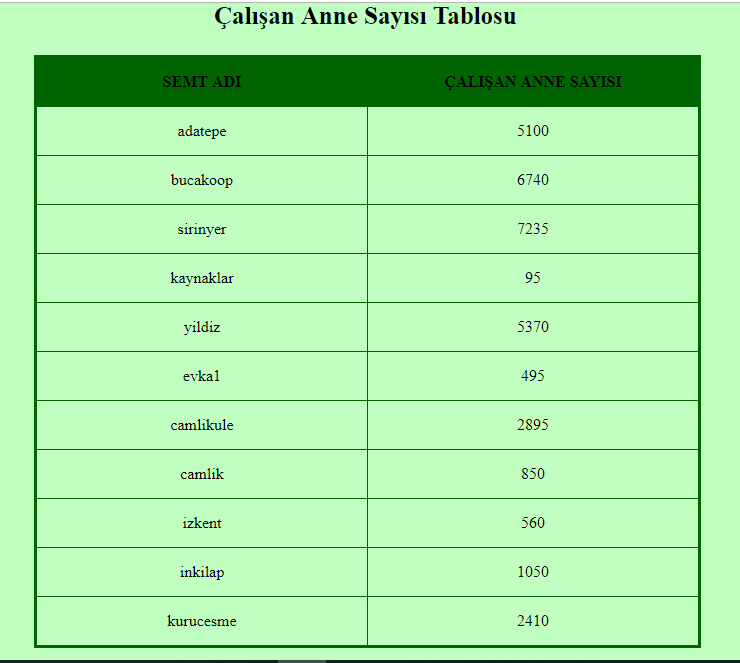 Çalışan Anne Sayısı Tablosu
SEMT ADI ÇALIŞAN ANNE SAYISI
adatepe 5100
bucakoop 6740
sirinyer 7235
kaynaklar 95
yildiz 5370
evka1 495
camlikule 2895
camlik 850
izkent 560
inkilap 1050
kurucesme 2410